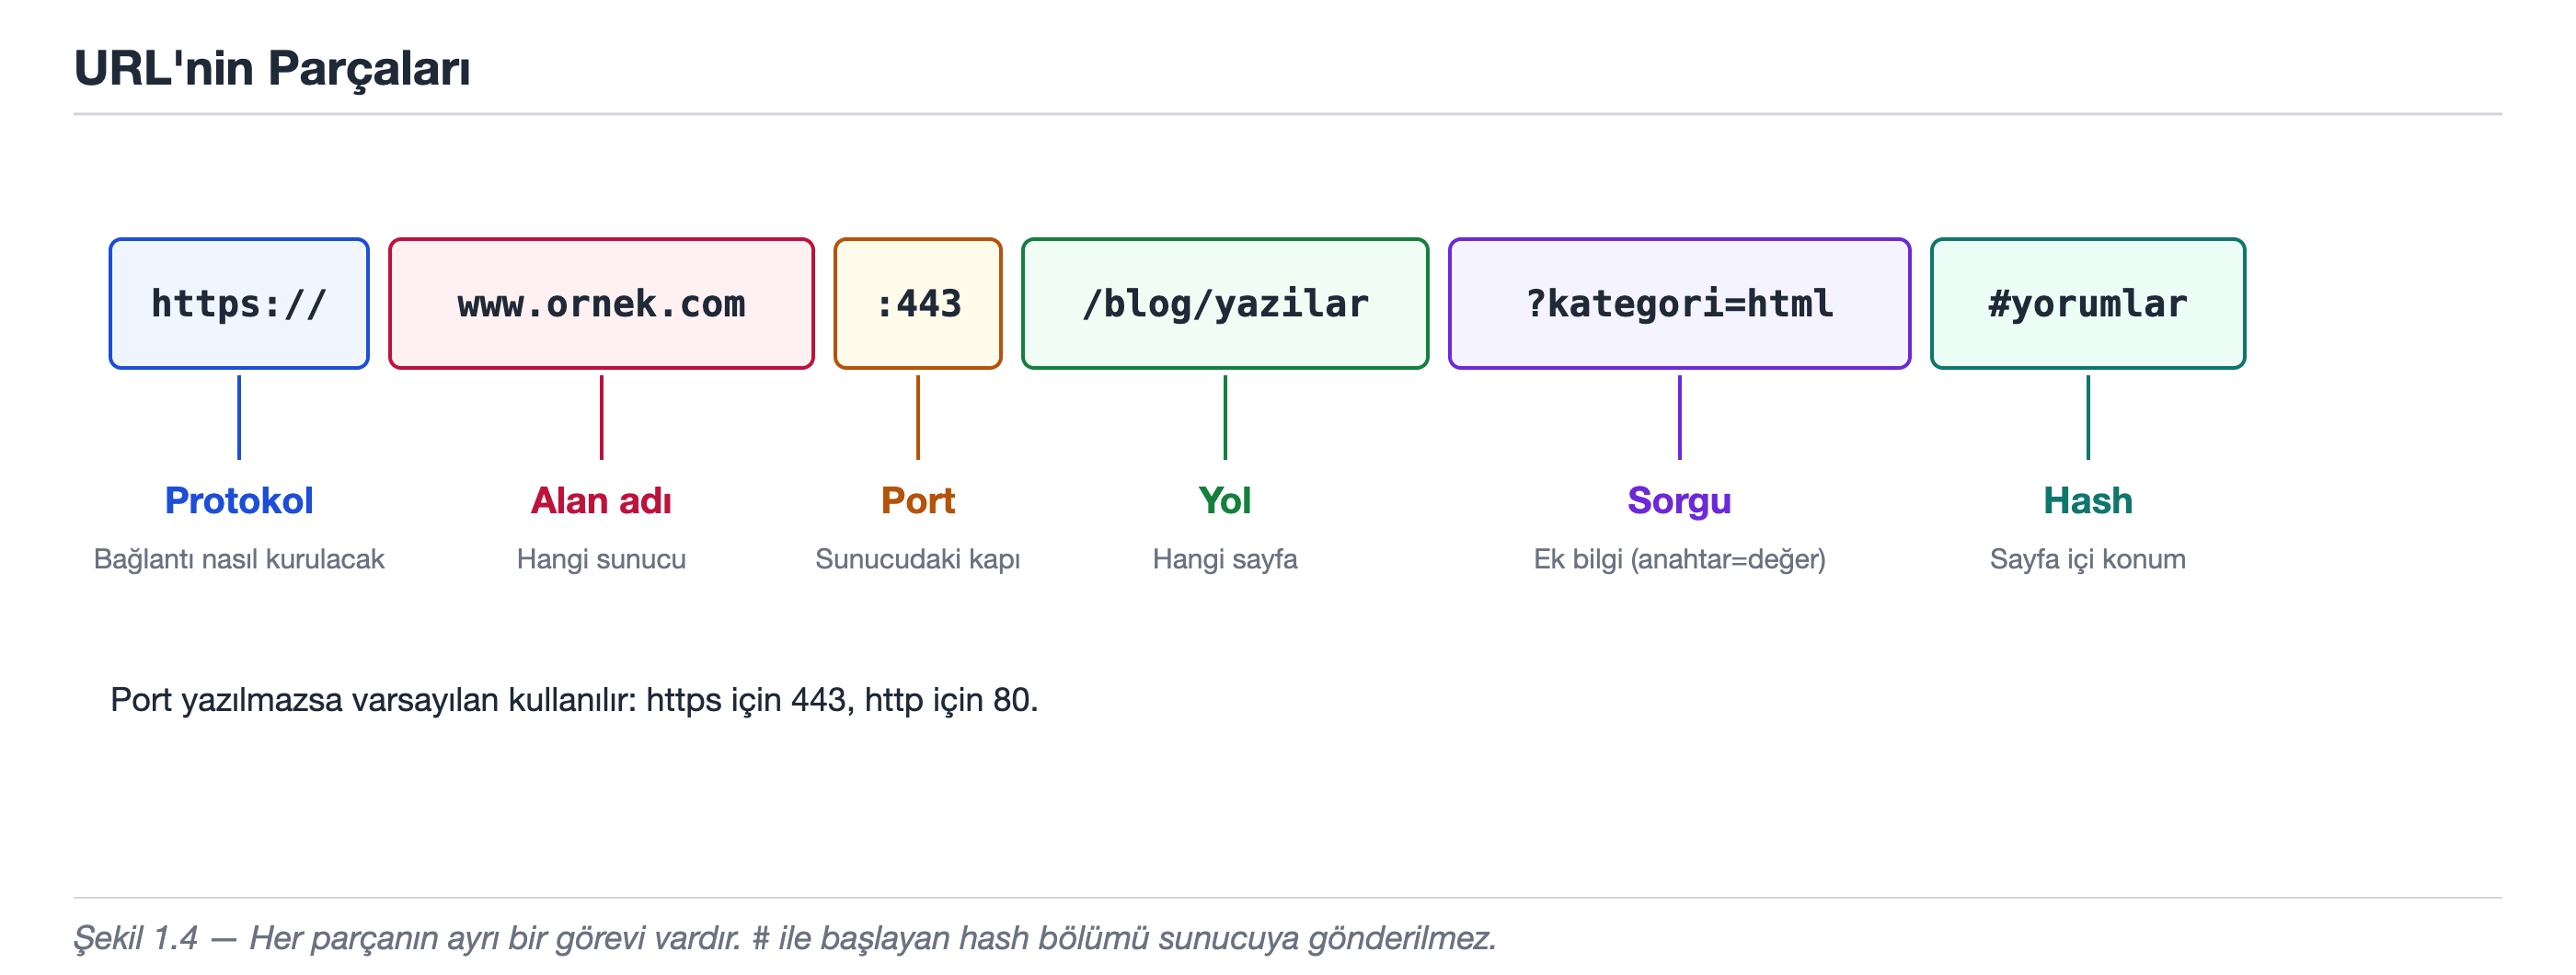 URL'nin Parçaları
https:// www.ornek.com :443 /blog/yazilar ?kategori=html #yorumlar
Protokol Alan adı Port Yol Sorgu Hash
Bağlantı nasıl kurulacak Hangi sunucu Sunucudaki kapı Hangi sayfa Ek bilgi (anahtar=değer) Sayfa içi konum
Port yazılmazsa varsayılan kullanılır: https için 443, http için 80.
Şekil 1.4 — Her parçanın ayrı bir görevi vardır. # ile başlayan hash bölümü sunucuya gönderilmez.